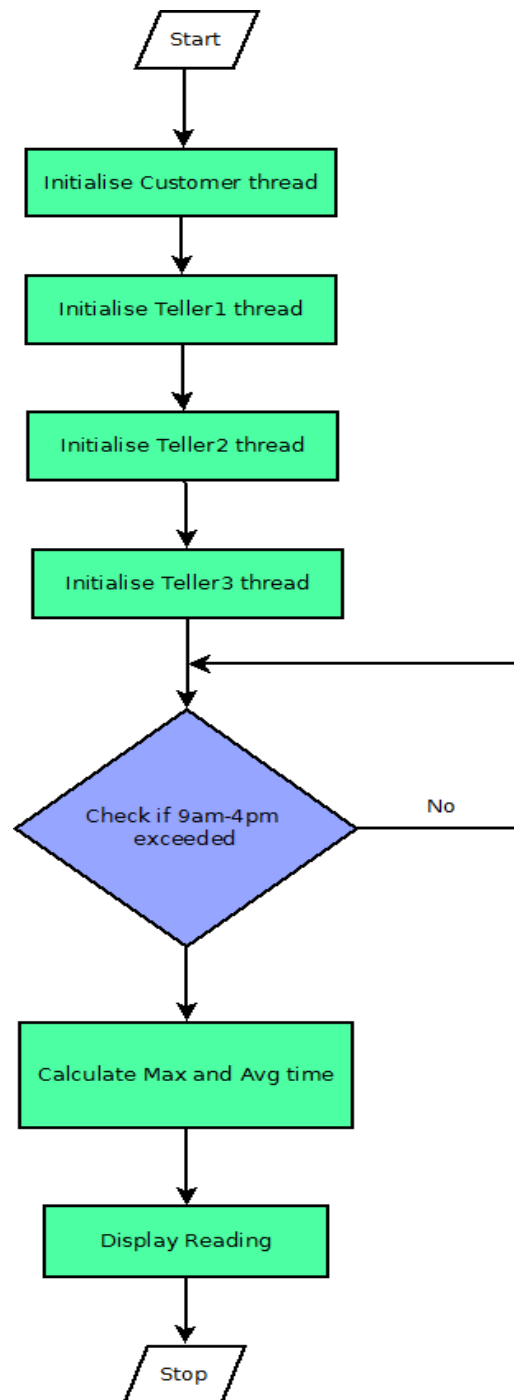 Start
Initialise Customer thread
Initialise Teller1 thread
Initialise Teller2 thread
Initialise Teller3 thread
Check if 9am-4pm
exceeded
No
Calculate Max and Avg time
Display Reading
Stop